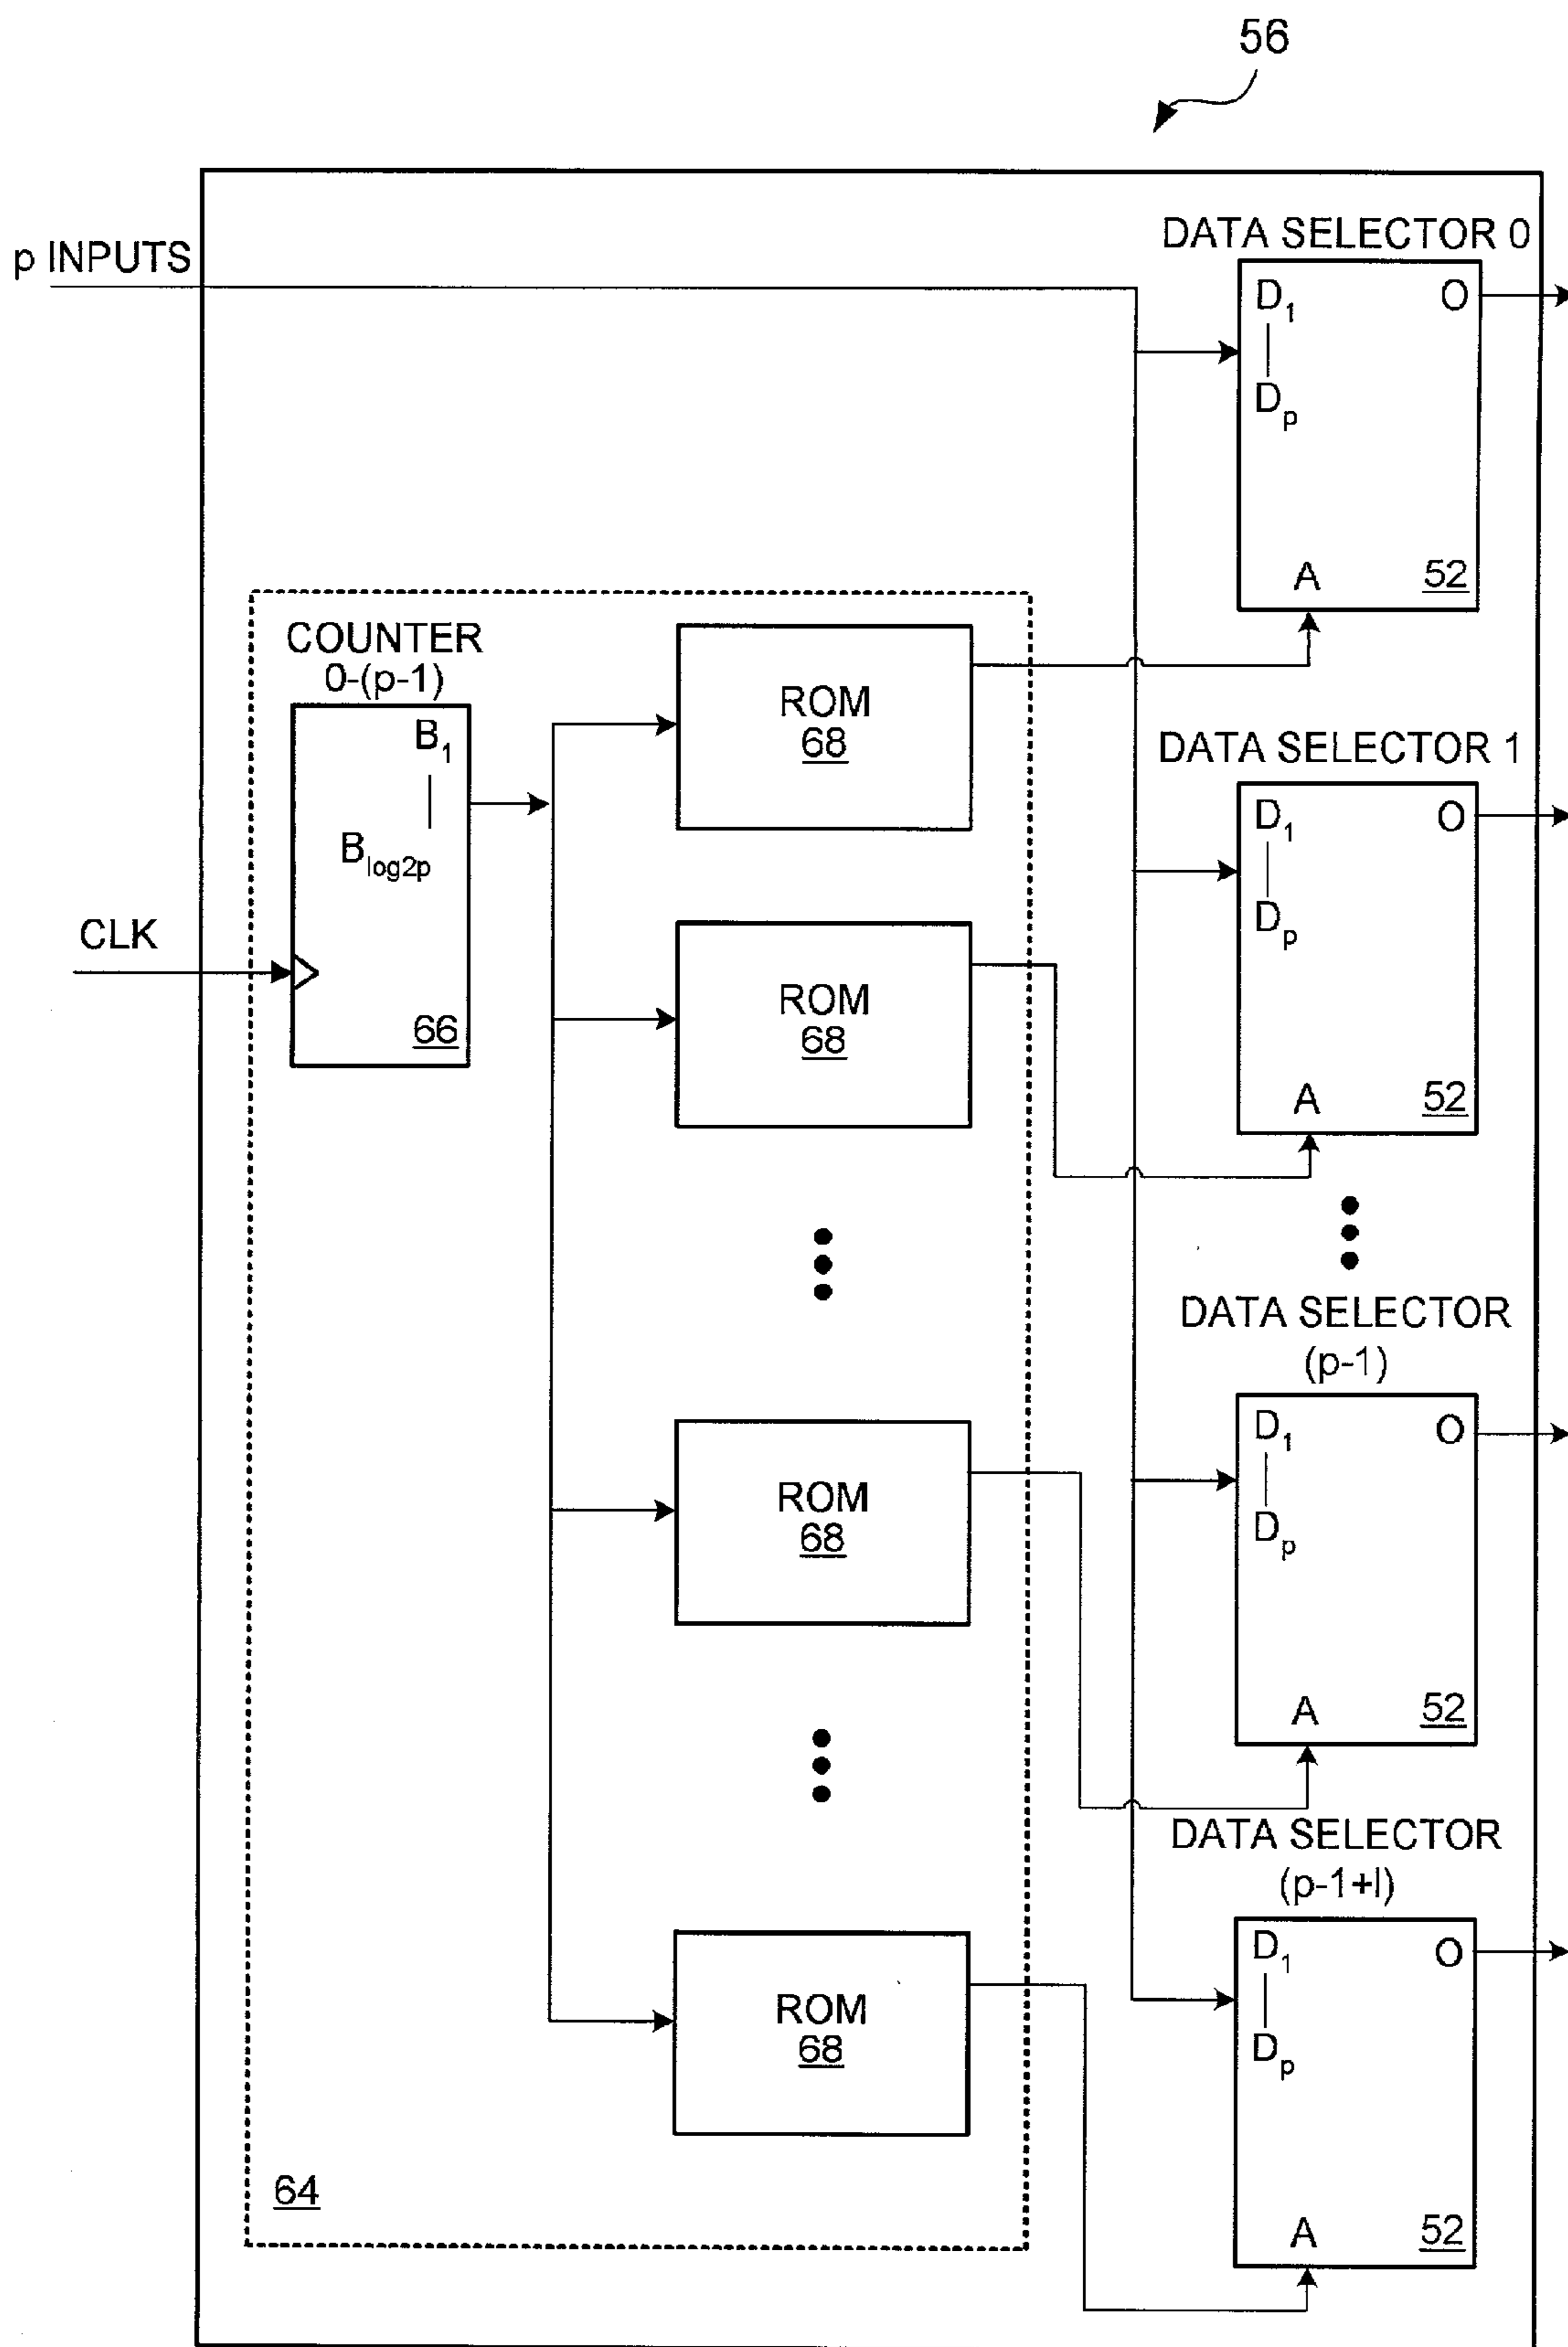 56
p INPUTS
DATA SELECTOR 0
D₁ O
Dₚ
A 52
COUNTER
0-(p-1)
B₁
B_log2p
CLK
66
ROM
68
DATA SELECTOR 1
D₁ O
Dₚ
A 52
ROM
68
DATA SELECTOR
(p-1)
D₁ O
Dₚ
A 52
ROM
68
DATA SELECTOR
(p-1+l)
D₁ O
Dₚ
A 52
ROM
68
64